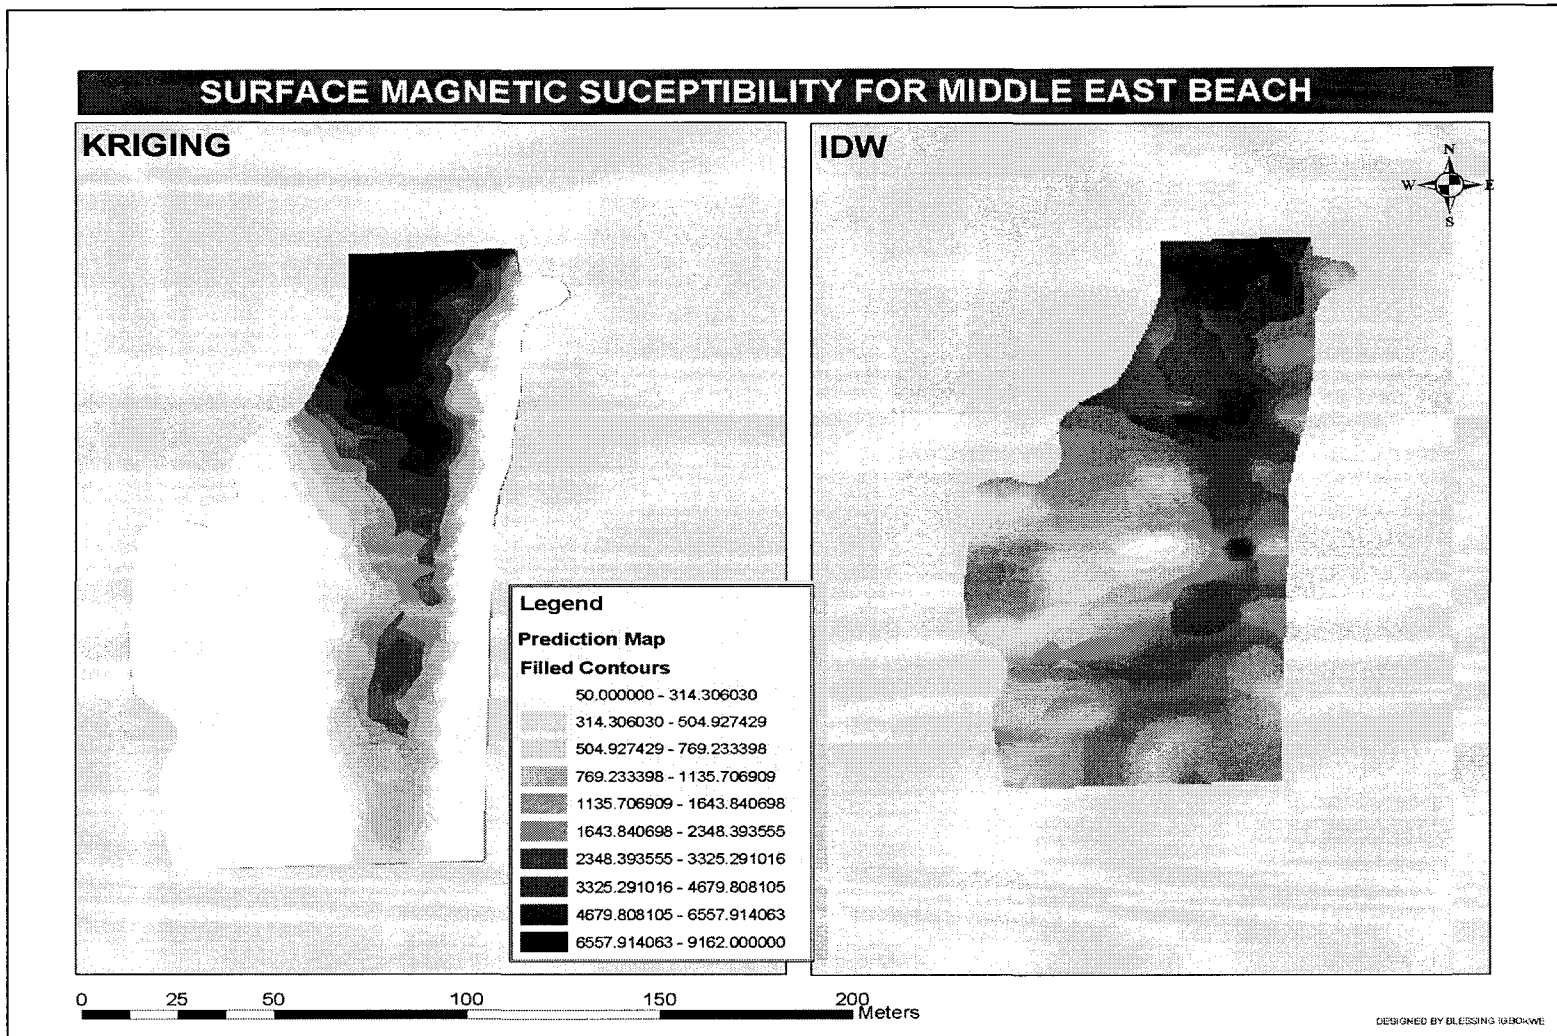 SURFACE MAGNETIC SUCEPTIBILITY FOR MIDDLE EAST BEACH
KRIGING
IDW
N
W E
S
Legend
Prediction Map
Filled Contours
50.000000 - 314.306030
314.306030 - 504.927429
504.927429 - 769.233398
769.233398 - 1135.706909
1135.706909 - 1643.840698
1643.840698 - 2348.393555
2348.393555 - 3325.291016
3325.291016 - 4679.808105
4679.808105 - 6557.914063
6557.914063 - 9162.000000
0 25 50 100 150 200
Meters
DESIGNED BY BLESSING IGBOKWE